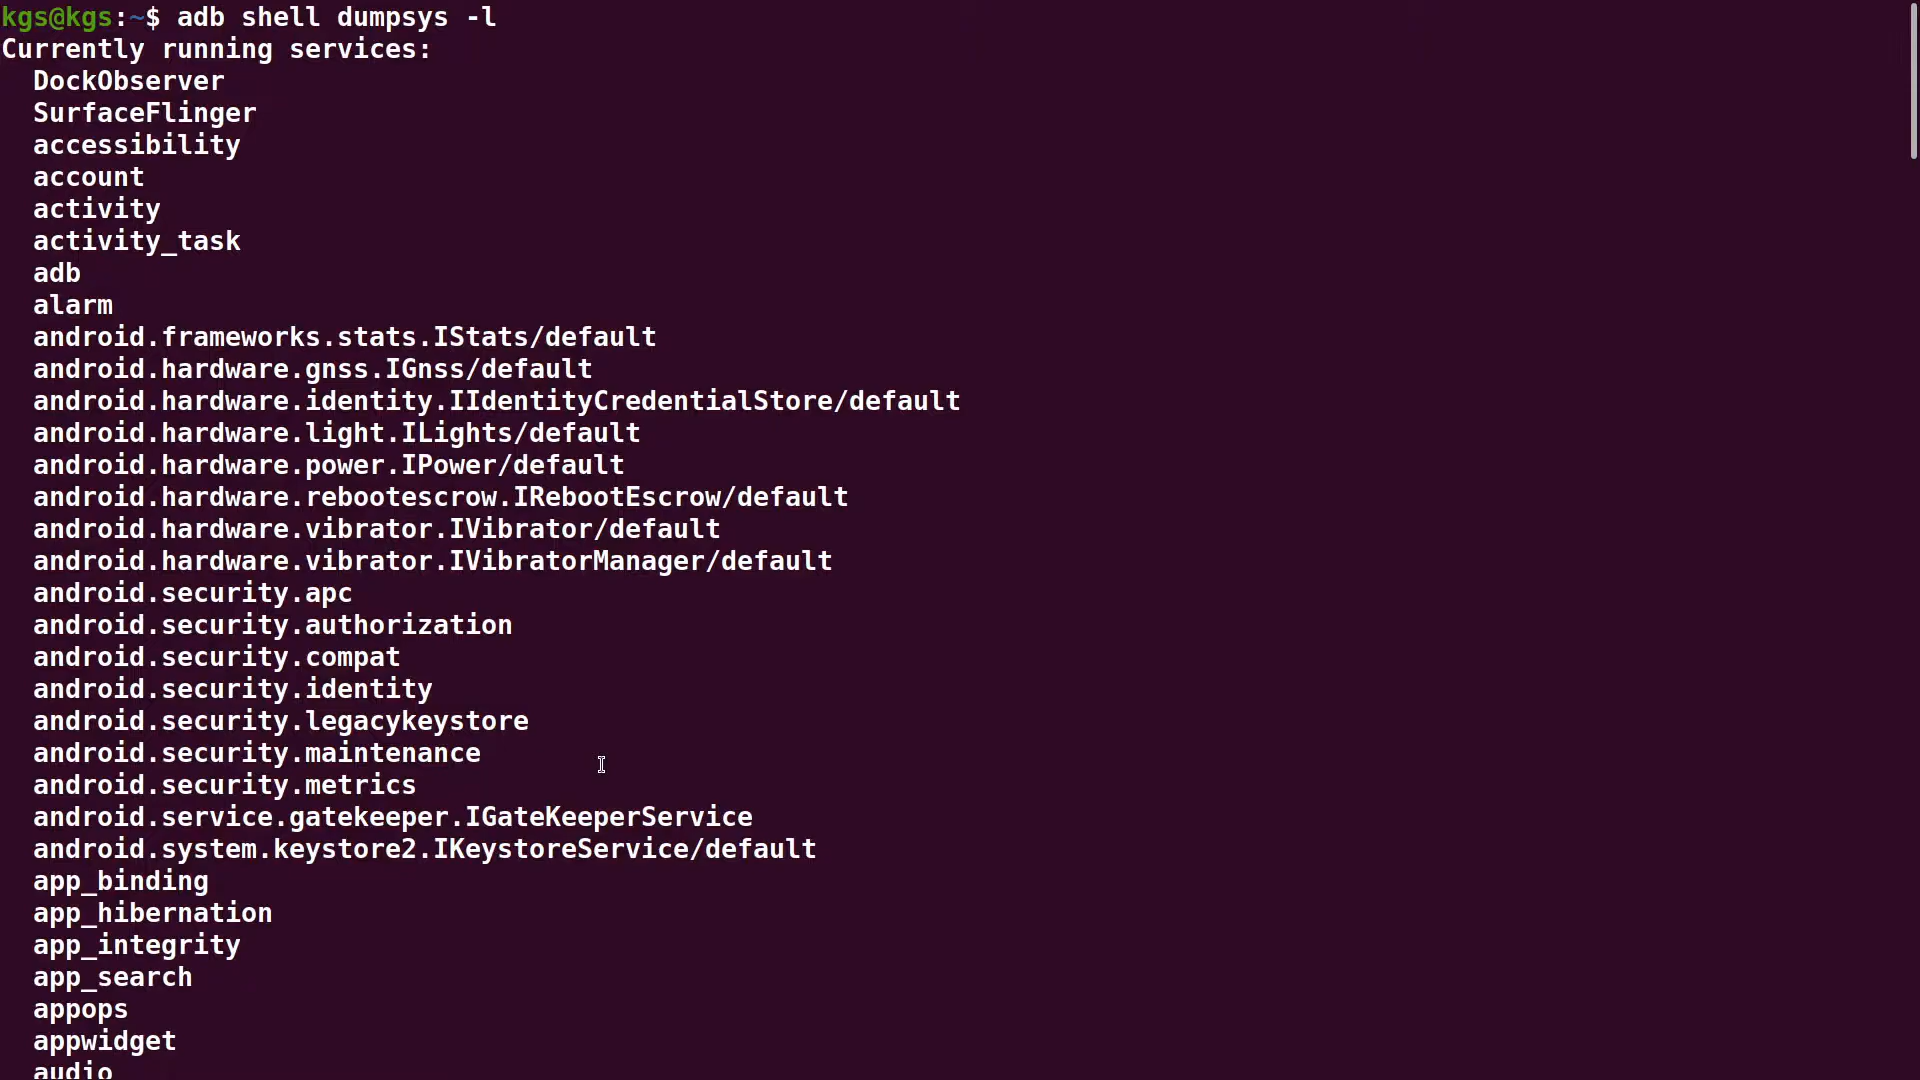 kgs@kgs:~$ adb shell dumpsys -l
Currently running services:
  DockObserver
  SurfaceFlinger
  accessibility
  account
  activity
  activity_task
  adb
  alarm
  android.frameworks.stats.IStats/default
  android.hardware.gnss.IGnss/default
  android.hardware.identity.IIdentityCredentialStore/default
  android.hardware.light.ILights/default
  android.hardware.power.IPower/default
  android.hardware.rebootescrow.IRebootEscrow/default
  android.hardware.vibrator.IVibrator/default
  android.hardware.vibrator.IVibratorManager/default
  android.security.apc
  android.security.authorization
  android.security.compat
  android.security.identity
  android.security.legacykeystore
  android.security.maintenance
  android.security.metrics
  android.service.gatekeeper.IGateKeeperService
  android.system.keystore2.IKeystoreService/default
  app_binding
  app_hibernation
  app_integrity
  app_search
  appops
  appwidget
  audio